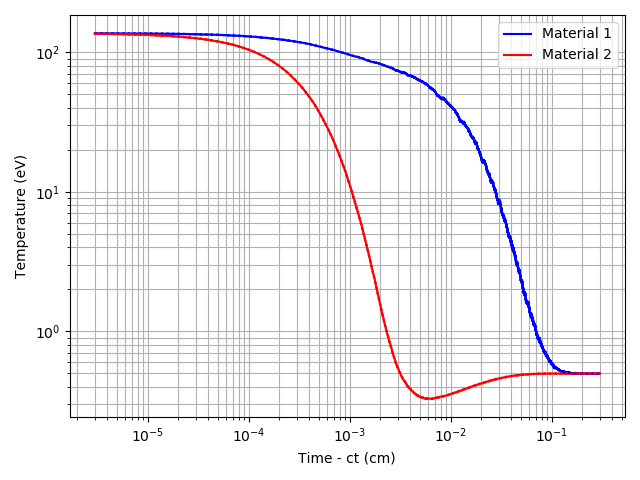 Material 1
Material 2
Temperature (eV)
10²
10¹
10⁰
10⁻⁵
10⁻⁴
10⁻³
10⁻²
10⁻¹
Time - ct (cm)